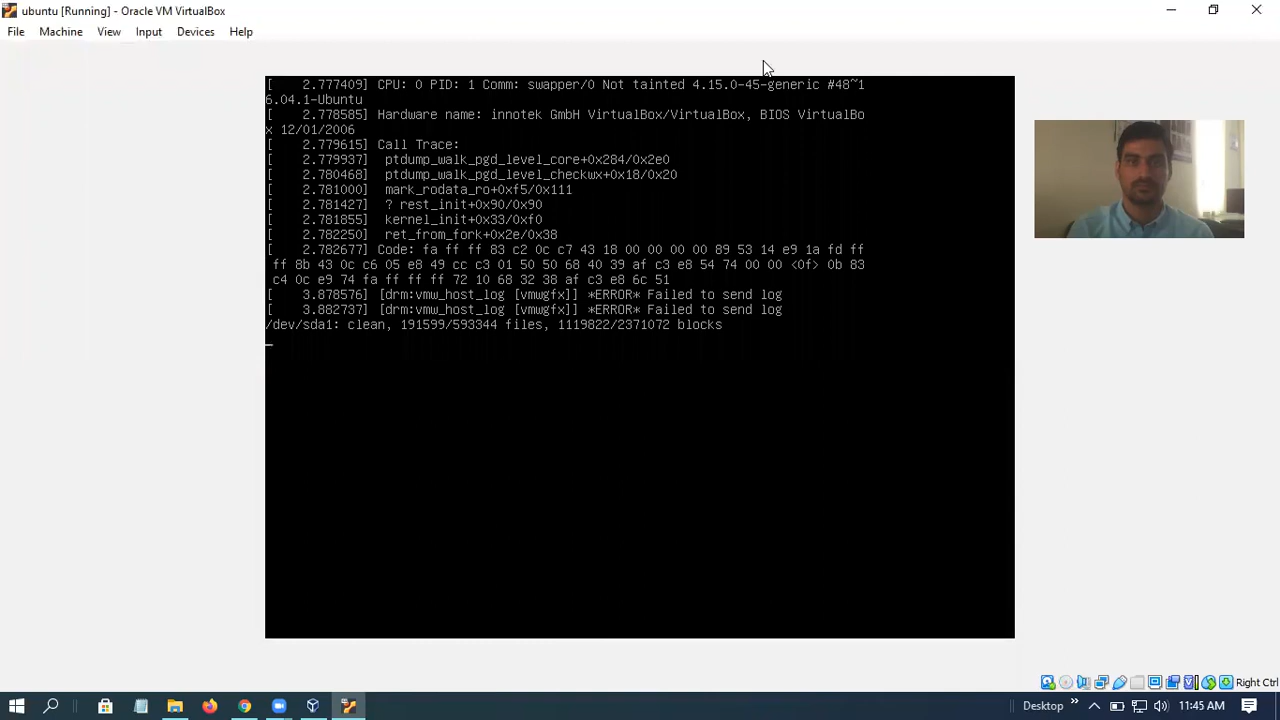 ubuntu [Running] - Oracle VM VirtualBox
File Machine View Input Devices Help
[ 2.777409] CPU: 0 PID: 1 Comm: swapper/0 Not tainted 4.15.0-45-generic #48~1
6.04.1-Ubuntu
[ 2.778585] Hardware name: innotek GmbH VirtualBox/VirtualBox, BIOS VirtualBo
x 12/01/2006
[ 2.779615] Call Trace:
[ 2.779937] ptdump_walk_pgd_level_core+0x284/0x2e0
[ 2.780468] ptdump_walk_pgd_level_checkwx+0x18/0x20
[ 2.781000] mark_rodata_ro+0xf5/0x111
[ 2.781427] ? rest_init+0x90/0x90
[ 2.781855] kernel_init+0x33/0xf0
[ 2.782250] ret_from_fork+0x2e/0x38
[ 2.782677] Code: fa ff ff 83 c2 0c c7 43 18 00 00 00 00 89 53 14 e9 1a fd ff
ff 8b 43 0c c6 05 e8 49 cc c3 01 50 50 68 40 39 af c3 e8 54 74 00 00 <0f> 0b 83
c4 0c e9 74 fa ff ff ff 72 10 68 32 38 af c3 e8 6c 51
[ 3.878576] [drm:vmw_host_log [vmwgfx]] *ERROR* Failed to send log
[ 3.882737] [drm:vmw_host_log [vmwgfx]] *ERROR* Failed to send log
/dev/sda1: clean, 191599/593344 files, 1119822/2371072 blocks
Right Ctrl
Desktop
11:45 AM